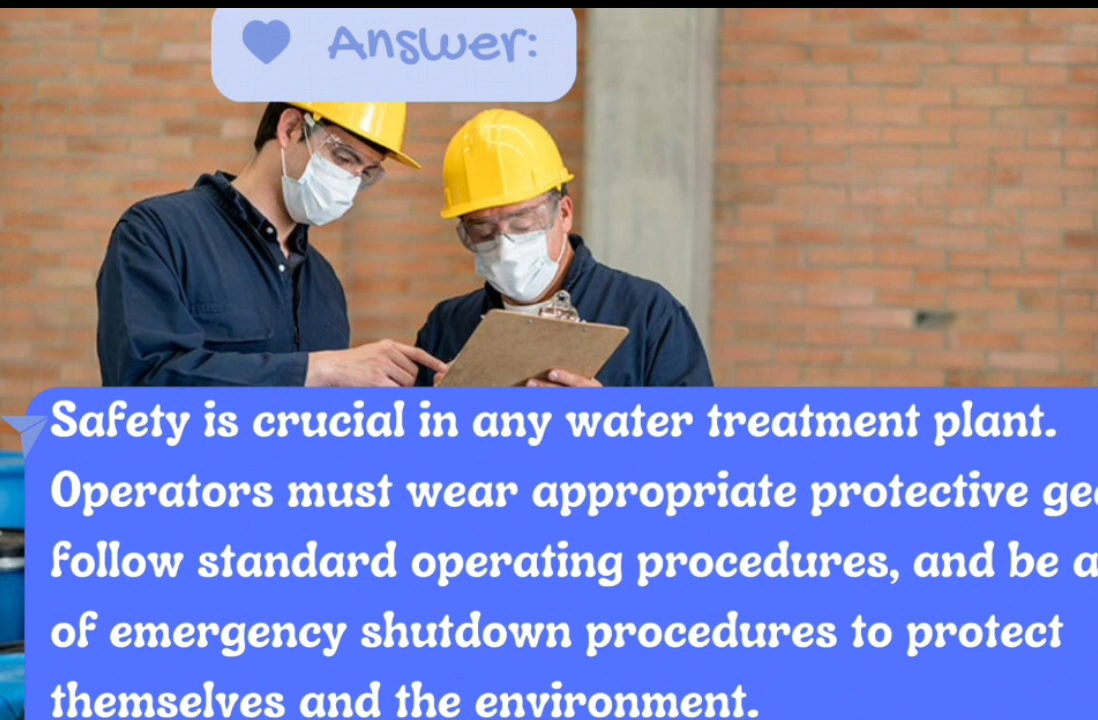 Answer:
Safety is crucial in any water treatment plant.
Operators must wear appropriate protective
follow standard operating procedures, and be
of emergency shutdown procedures to protect
themselves and the environment.